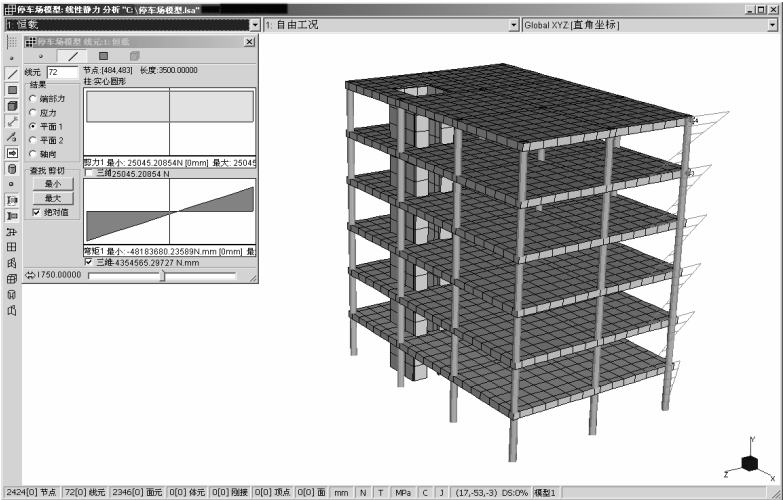 停车场模型: 线性静力 分析 "C:\停车场模型.lsa"
1 恒载
1: 自由工况
Global XYZ:[直角坐标]
停车场模型 线元:1: 恒载
线元 72
节点:[484,483] 长度:3500.00000
柱:实心圆形
结果
端部力
应力
平面 1
平面 2
轴向
剪力1 最小: 25045.20854N [0mm] 最大: 25045
三维 25045.20854 N
查找 剪切
最小
最大
绝对值
弯矩1 最小: -48183680.23589N.mm [0mm] 最
三维 -4354565.29727 N.mm
1750.00000
Y
Z
X
2424[0] 节点 72[0] 线元 2346[0] 面元 0[0] 体元 0[0] 刚接 0[0] 顶点 0[0] 面 mm N T MPa C J (17,-53,-3) DS:0% 模型1